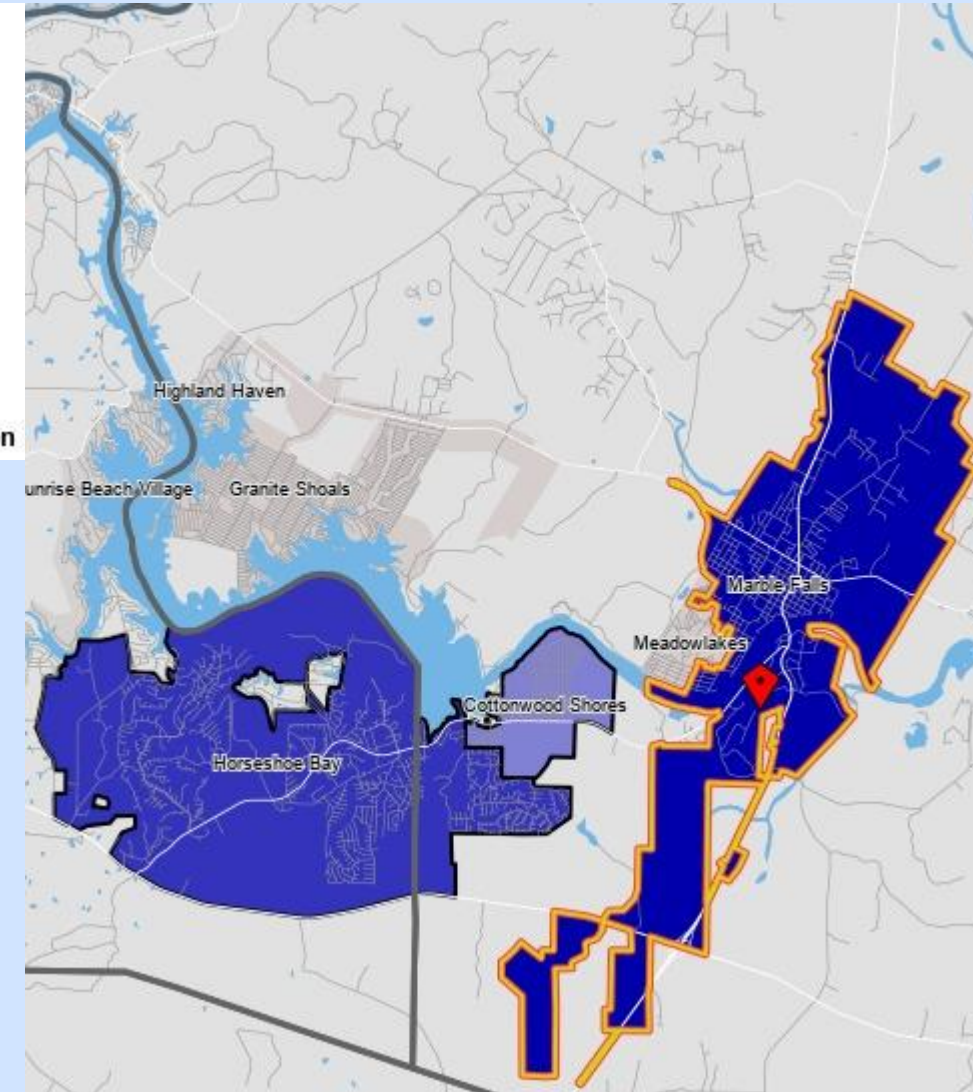 Highland Haven
n
unrise Beach Village
Granite Shoals
Marble Falls
Meadowlakes
Cottonwood Shores
Horseshoe Bay